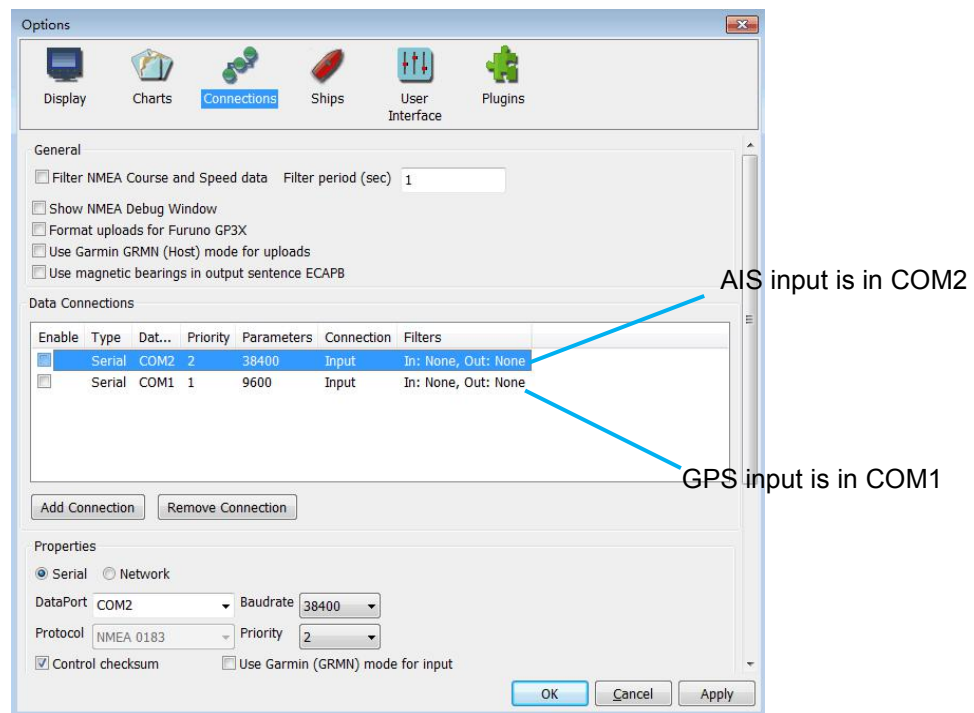 Options
Display Charts Connections Ships User Interface Plugins
General
Filter NMEA Course and Speed data Filter period (sec) 1
Show NMEA Debug Window
Format uploads for Furuno GP3X
Use Garmin GRMN (Host) mode for uploads
Use magnetic bearings in output sentence ECAPB
AIS input is in COM2
Data Connections
Enable Type Dat... Priority Parameters Connection Filters
Serial COM2 2 38400 Input In: None, Out: None
Serial COM1 1 9600 Input In: None, Out: None
GPS input is in COM1
Add Connection Remove Connection
Properties
Serial Network
DataPort COM2 Baudrate 38400
Protocol NMEA 0183 Priority 2
Control checksum Use Garmin (GRMN) mode for input
OK Cancel Apply